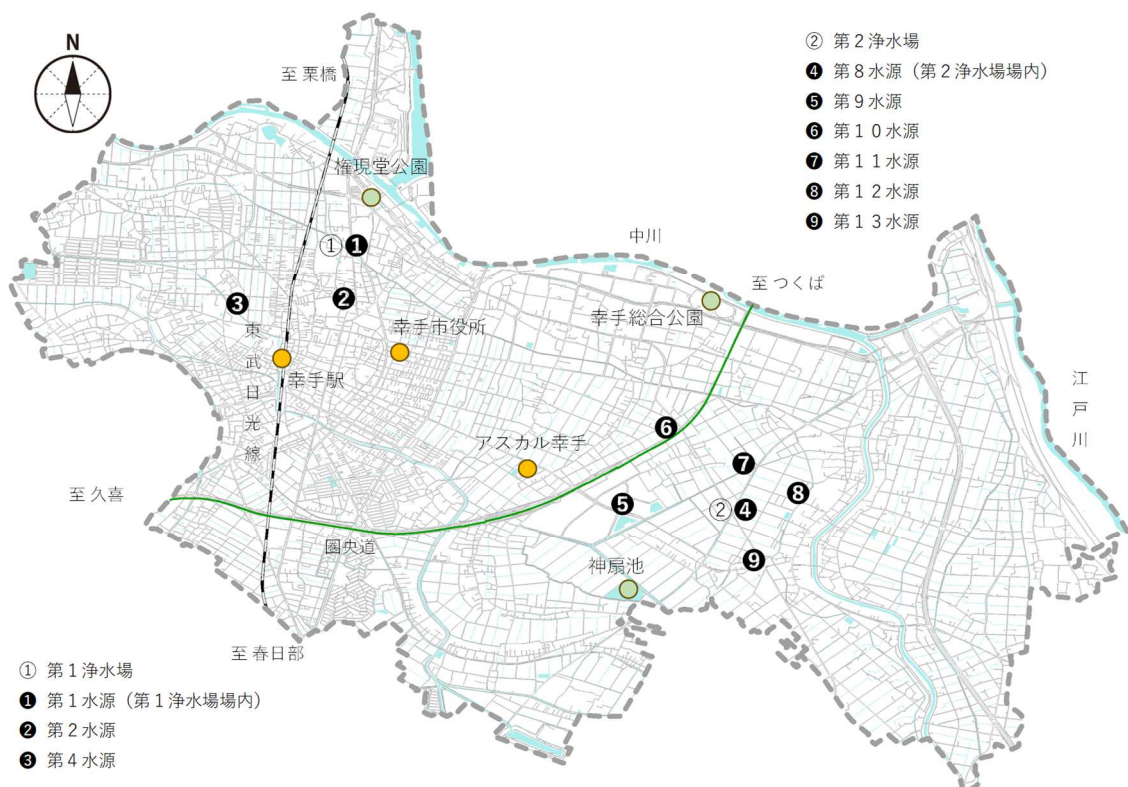 N
至 栗橋
② 第２浄水場
❹ 第８水源（第２浄水場場内）
❺ 第９水源
❻ 第１０水源
❼ 第１１水源
❽ 第１２水源
❾ 第１３水源
権現堂公園
中川
① ❶
至 つくば
❸
❷
幸手総合公園
幸手市役所
東武日光線
幸手駅
江戸川
❻
アスカル幸手
❼
至 久喜
❽
❺
② ❹
圏央道
❾
神扇池
至 春日部
① 第１浄水場
❶ 第１水源（第１浄水場場内）
❷ 第２水源
❸ 第４水源